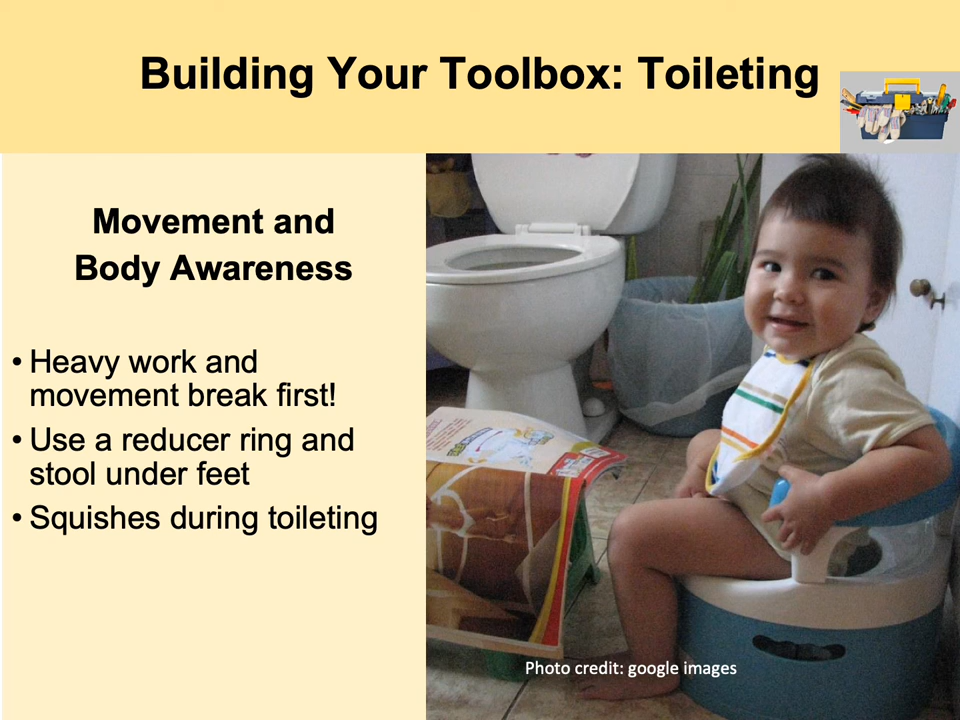 Building Your Toolbox: Toileting
Movement and
Body Awareness
• Heavy work and
movement break first!
• Use a reducer ring and
stool under feet
• Squishes during toileting
Photo credit: google images